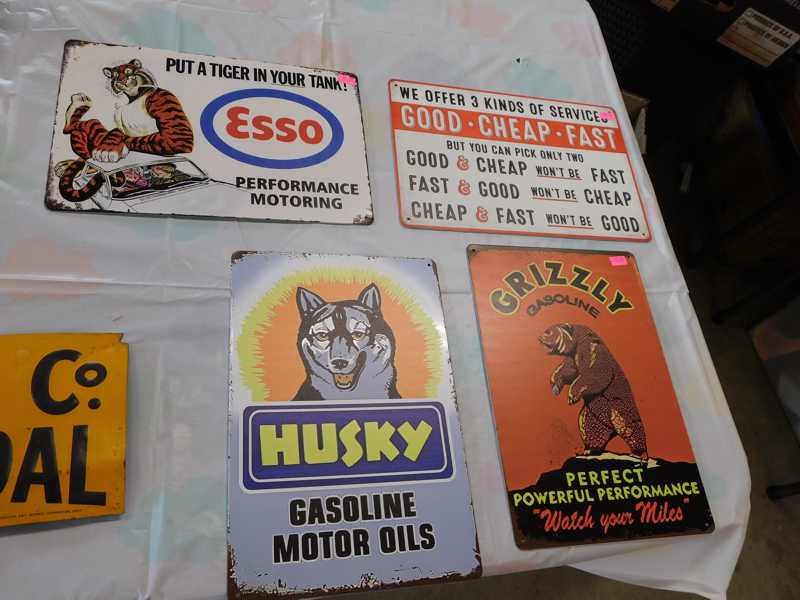 PUT A TIGER IN YOUR TANK!
Esso
PERFORMANCE
MOTORING
WE OFFER 3 KINDS OF SERVICES
GOOD · CHEAP · FAST
BUT YOU CAN PICK ONLY TWO
GOOD & CHEAP WON'T BE FAST
FAST & GOOD WON'T BE CHEAP
CHEAP & FAST WON'T BE GOOD
Co.
DAL
HUSKY
GASOLINE
MOTOR OILS
GRIZZLY
GASOLINE
PERFECT
POWERFUL PERFORMANCE
"Watch your Miles"